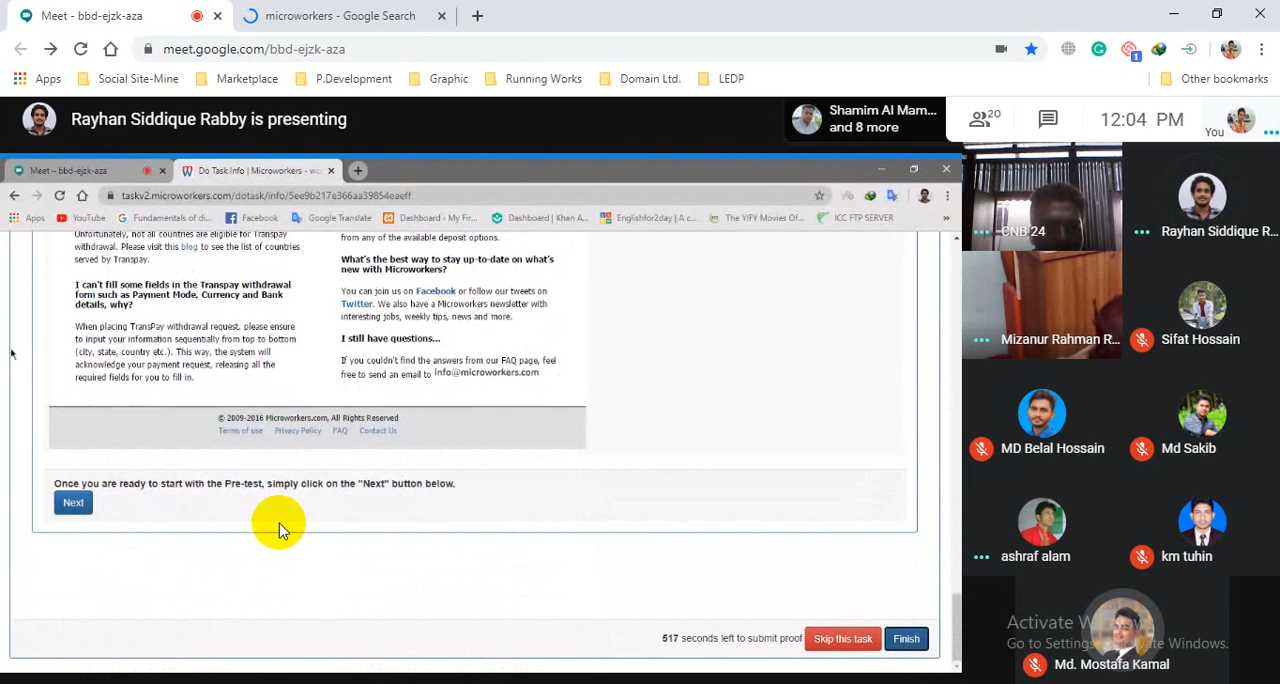 Meet - bbd-ejzk-aza
microworkers - Google Search
meet.google.com/bbd-ejzk-aza
1
Apps
Social Site-Mine
Marketplace
P.Development
Graphic
Running Works
Domain Ltd.
LEDP
Other bookmarks
Rayhan Siddique Rabby is presenting
Shamim Al Mam...
and 8 more
20
12:04 PM
You
Meet – bbd-ejzk-aza
Do Task Info | Microworkers - wo
taskv2.microworkers.com/dotask/info/5ee9b217e366aa39854eaeff
Apps
YouTube
Fundamentals of di...
Facebook
Google Translate
Dashboard ‹ My Fir...
Dashboard | Khan A...
Englishfor2day | A c...
The YIFY Movies Of...
ICC FTP SERVER
»
Unfortunately, not all countries are eligible for Transpay
withdrawal. Please visit this blog to see the list of countries
served by Transpay.
I can't fill some fields in the Transpay withdrawal
form such as Payment Mode, Currency and Bank
details, why?
When placing TransPay withdrawal request, please ensure
to input your information sequentially from top to bottom
(city, state, country etc.). This way, the system will
acknowledge your payment request, releasing all the
required fields for you to fill in.
from any of the available deposit options.
What's the best way to stay up-to-date on what's
new with Microworkers?
You can join us on Facebook or follow our tweets on
Twitter. We also have a Microworkers newsletter with
interesting jobs, weekly tips, news and more.
I still have questions...
If you couldn't find the answers from our FAQ page, feel
free to send an email to info@microworkers.com
© 2009-2016 Microworkers.com, All Rights Reserved
Terms of use Privacy Policy FAQ Contact Us
Once you are ready to start with the Pre-test, simply click on the "Next" button below.
Next
517 seconds left to submit proof
Skip this task
Finish
CNB 24
Rayhan Siddique R...
Mizanur Rahman R...
Sifat Hossain
MD Belal Hossain
Md Sakib
ashraf alam
km tuhin
Activate Windows
Go to Settings to activate Windows.
Md. Mostafa Kamal